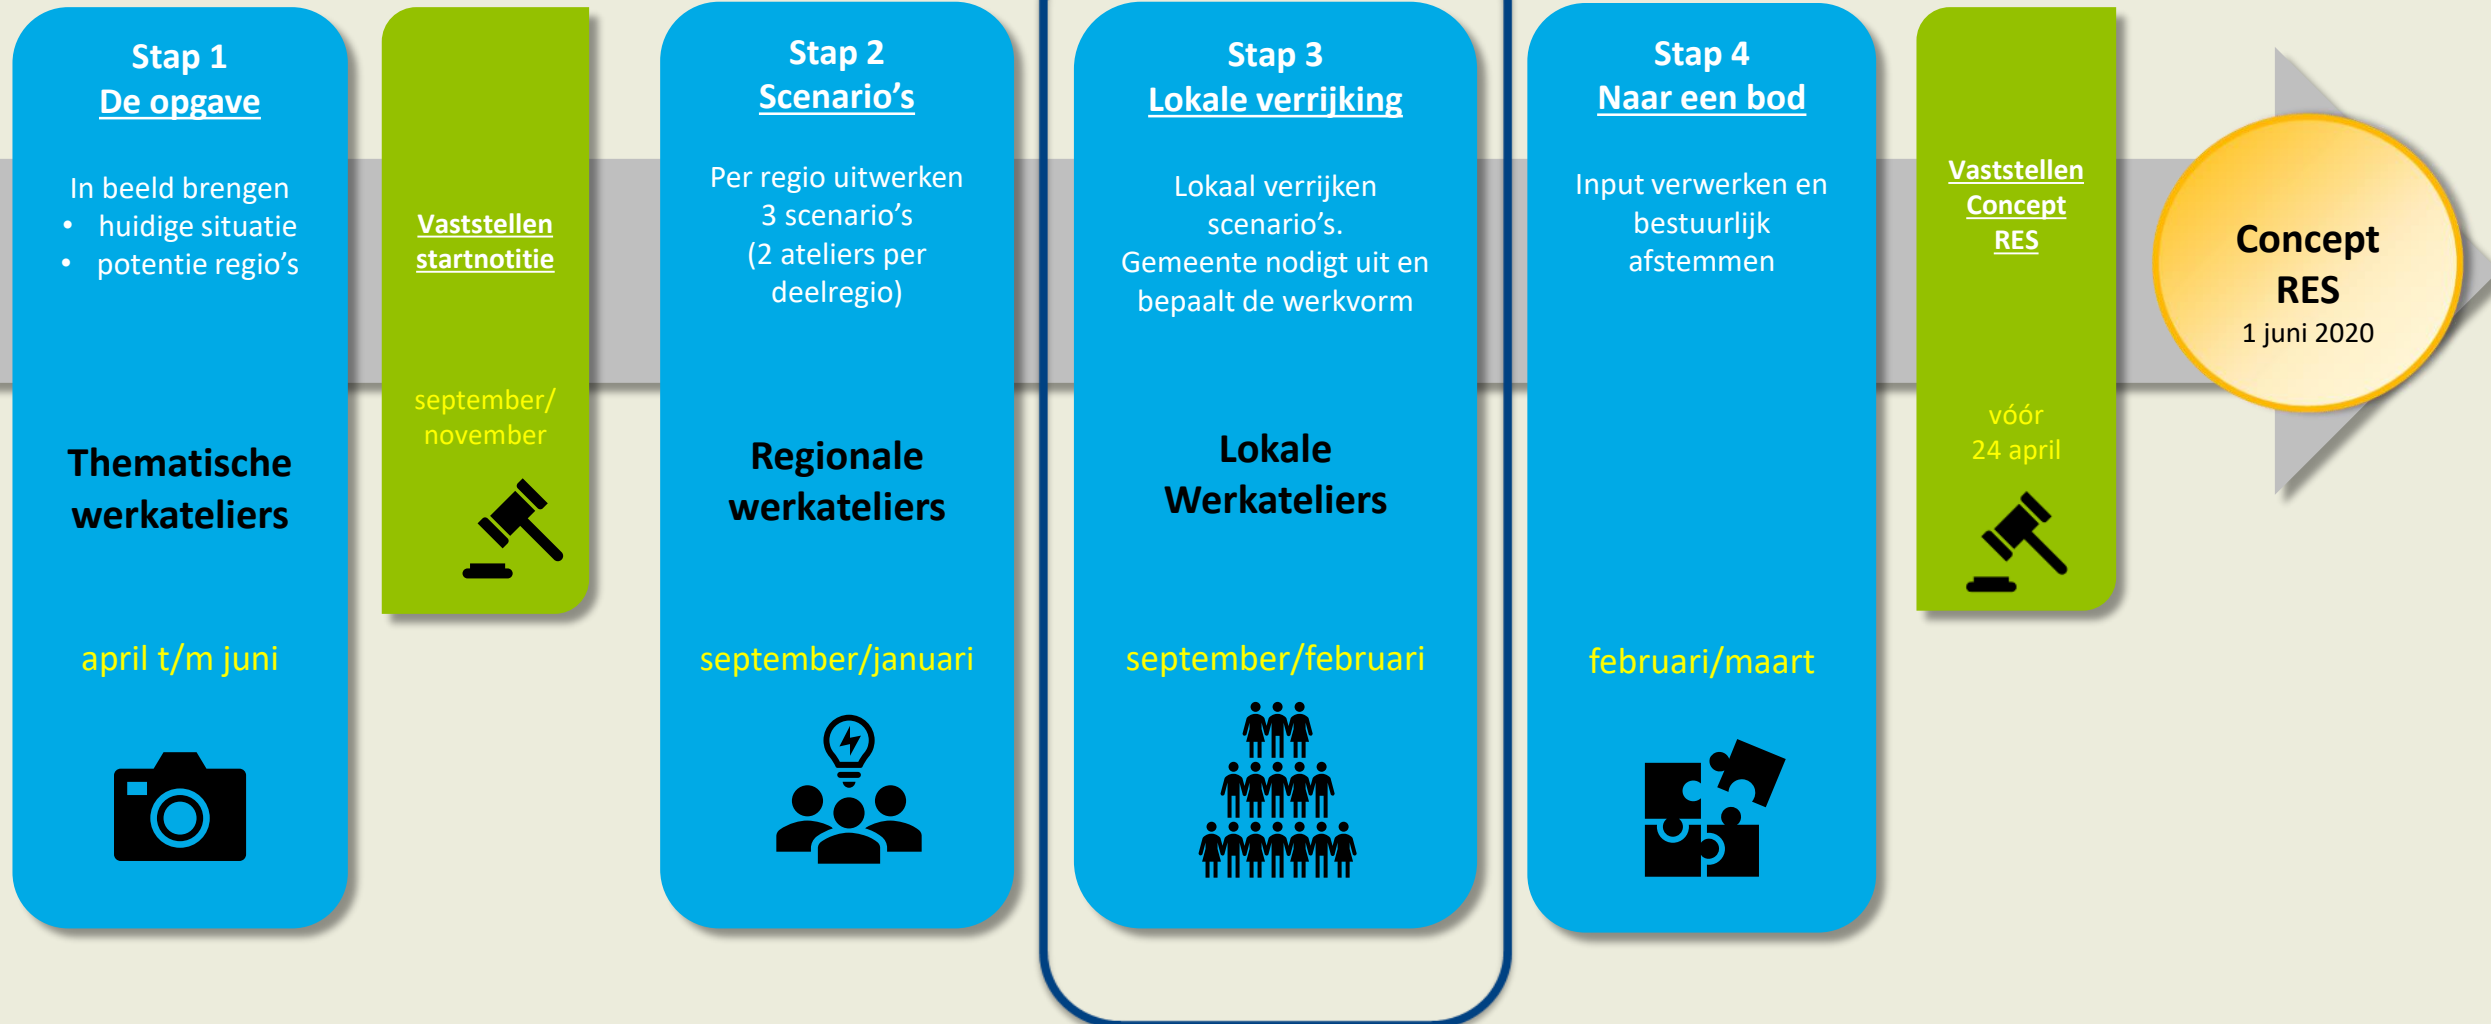 Stap 1
De opgave
In beeld brengen
• huidige situatie
• potentie regio's
Thematische
werkateliers
april t/m juni
Vaststellen
startnotitie
september/
november
Stap 2
Scenario's
Per regio uitwerken
3 scenario's
(2 ateliers per
deelregio)
Regionale
werkateliers
september/januari
Stap 3
Lokale verrijking
Lokaal verrijken
scenario's.
Gemeente nodigt uit en
bepaalt de werkvorm
Lokale
Werkateliers
september/februari
Stap 4
Naar een bod
Input verwerken en
bestuurlijk
afstemmen
februari/maart
Vaststellen
Concept
RES
vóór
24 april
Concept
RES
1 juni 2020